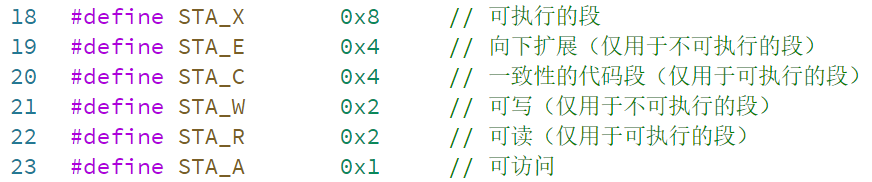 18 #define STA_X 0x8 // 可执行的段
19 #define STA_E 0x4 // 向下扩展（仅用于不可执行的段）
20 #define STA_C 0x4 // 一致性的代码段（仅用于可执行的段）
21 #define STA_W 0x2 // 可写（仅用于不可执行的段）
22 #define STA_R 0x2 // 可读（仅用于可执行的段）
23 #define STA_A 0x1 // 可访问